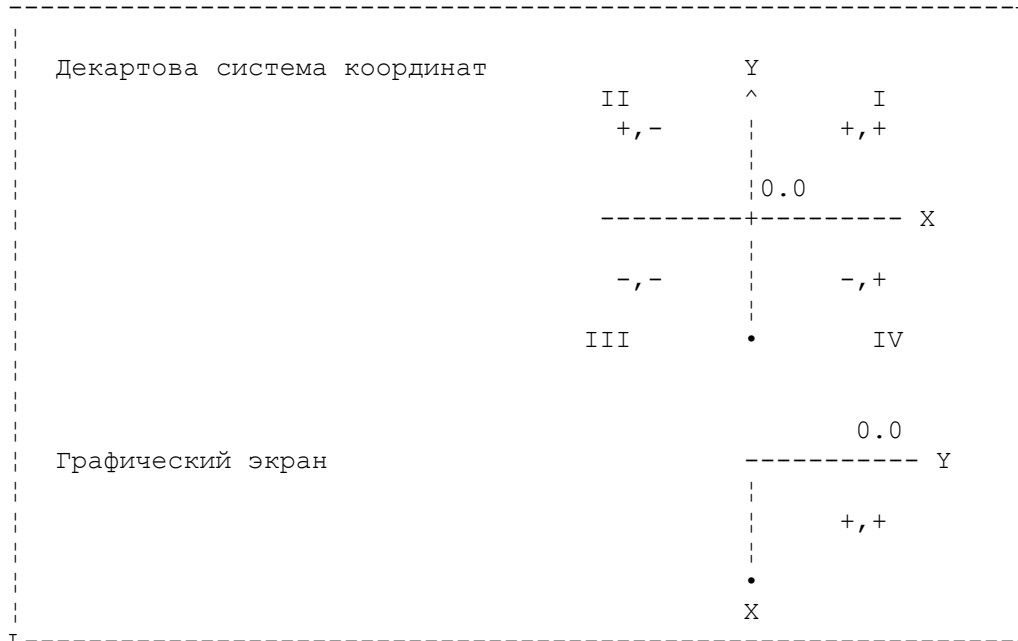 Декартова система координат Y
II ^ I
+,- ¦ +,+
¦
¦0.0
---------+--------- X
¦
-,- ¦ -,+
¦
III • IV
0.0
Графический экран ----------- Y
¦
¦ +,+
¦
•
X